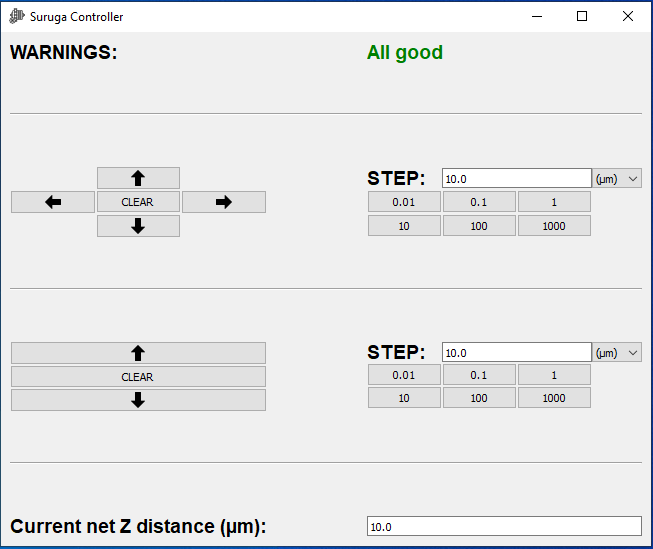 Suruga Controller
WARNINGS: All good
STEP: 10.0 (µm)
CLEAR 0.01 0.1 1
10 100 1000
STEP: 10.0 (µm)
CLEAR 0.01 0.1 1
10 100 1000
Current net Z distance (µm): 10.0